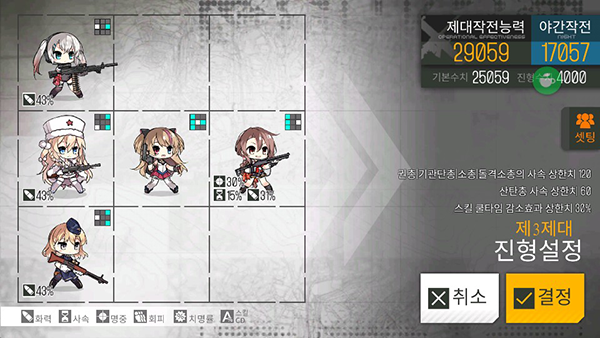 제대작전능력
OPERATIONAL EFFECTIVENESS
29059
야간작전
NIGHT
17057
기본수치 25059
4000
43%
43%
30%
15% 31%
43%
셋팅
권총|기관단총|소총|돌격소총의 사속 상한치 120
산탄총 사속 상한치 60
스킬 쿨타임 감소효과 상한치 30%
제3제대
진형설정
취소
결정
화력 사속 명중 회피 치명률 스킬 CD